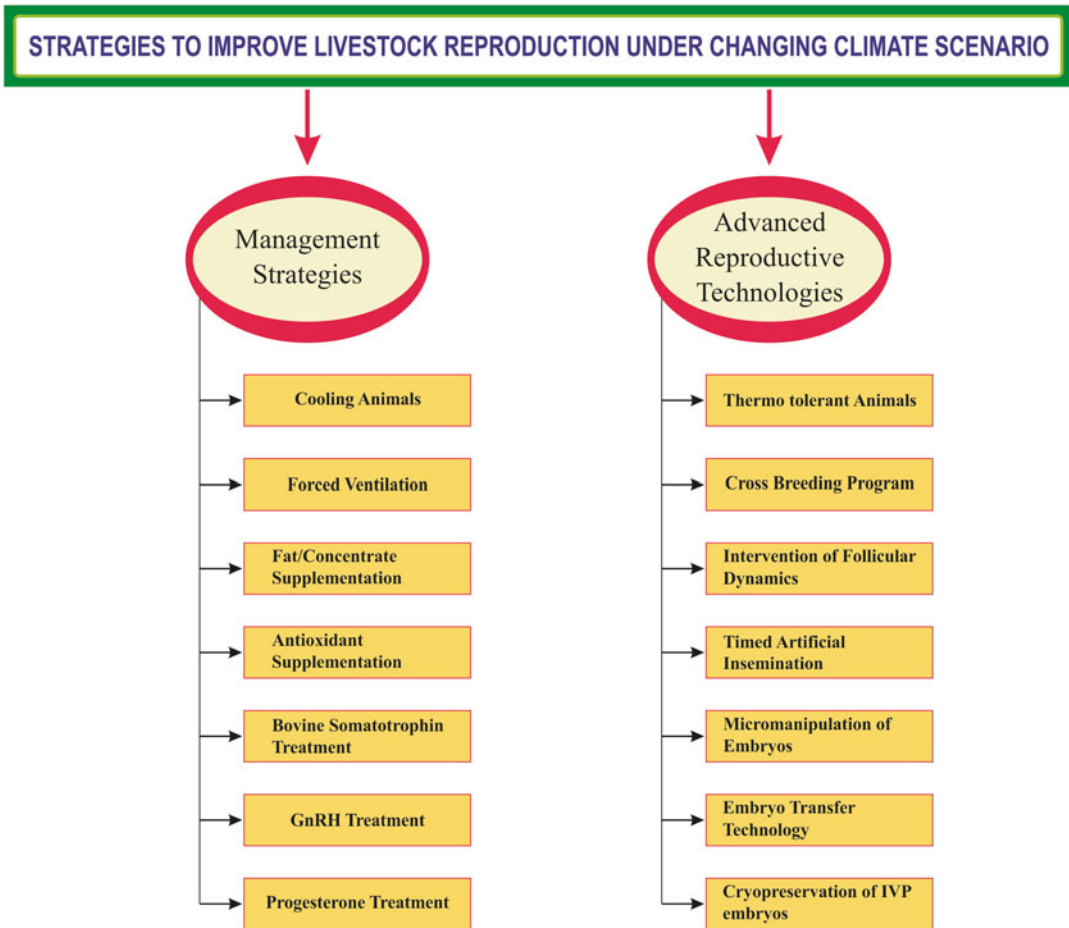 STRATEGIES TO IMPROVE LIVESTOCK REPRODUCTION UNDER CHANGING CLIMATE SCENARIO
Management
Strategies
Cooling Animals
Forced Ventilation
Fat/Concentrate
Supplementation
Antioxidant
Supplementation
Bovine Somatotrophin
Treatment
GnRH Treatment
Progesterone Treatment
Advanced
Reproductive
Technologies
Thermo tolerant Animals
Cross Breeding Program
Intervention of Follicular
Dynamics
Timed Artificial
Insemination
Micromanipulation of
Embryos
Embryo Transfer
Technology
Cryopreservation of IVP
embryos